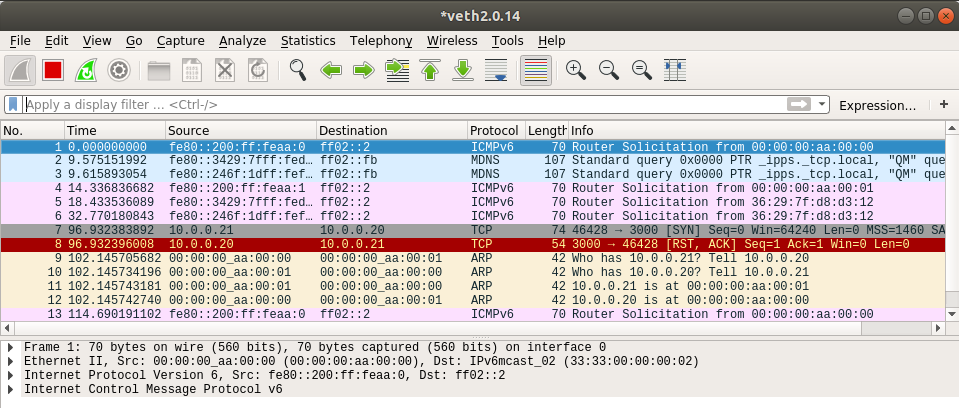 *veth2.0.14
File Edit View Go Capture Analyze Statistics Telephony Wireless Tools Help
Apply a display filter ... <Ctrl-/> Expression... +
No. Time Source Destination Protocol Length Info
1 0.000000000 fe80::200:ff:feaa:0 ff02::2 ICMPv6 70 Router Solicitation from 00:00:00:aa:00:00
2 9.575151992 fe80::3429:7fff:fed… ff02::fb MDNS 107 Standard query 0x0000 PTR _ipps._tcp.local, "QM" que
3 9.615893054 fe80::246f:1dff:fef… ff02::fb MDNS 107 Standard query 0x0000 PTR _ipps._tcp.local, "QM" que
4 14.336836682 fe80::200:ff:feaa:1 ff02::2 ICMPv6 70 Router Solicitation from 00:00:00:aa:00:01
5 18.433536089 fe80::3429:7fff:fed… ff02::2 ICMPv6 70 Router Solicitation from 36:29:7f:d8:d3:12
6 32.770180843 fe80::246f:1dff:fef… ff02::2 ICMPv6 70 Router Solicitation from 36:29:7f:d8:d3:12
7 96.932383892 10.0.0.21 10.0.0.20 TCP 74 46428 → 3000 [SYN] Seq=0 Win=64240 Len=0 MSS=1460 SA
8 96.932396008 10.0.0.20 10.0.0.21 TCP 54 3000 → 46428 [RST, ACK] Seq=1 Ack=1 Win=0 Len=0
9 102.145705682 00:00:00_aa:00:00 00:00:00_aa:00:01 ARP 42 Who has 10.0.0.21? Tell 10.0.0.20
10 102.145734196 00:00:00_aa:00:01 00:00:00_aa:00:00 ARP 42 Who has 10.0.0.20? Tell 10.0.0.21
11 102.145743181 00:00:00_aa:00:01 00:00:00_aa:00:00 ARP 42 10.0.0.21 is at 00:00:00:aa:00:01
12 102.145742740 00:00:00_aa:00:00 00:00:00_aa:00:01 ARP 42 10.0.0.20 is at 00:00:00:aa:00:00
13 114.690191102 fe80::200:ff:feaa:0 ff02::2 ICMPv6 70 Router Solicitation from 00:00:00:aa:00:00
Frame 1: 70 bytes on wire (560 bits), 70 bytes captured (560 bits) on interface 0
Ethernet II, Src: 00:00:00_aa:00:00 (00:00:00:aa:00:00), Dst: IPv6mcast_02 (33:33:00:00:00:02)
Internet Protocol Version 6, Src: fe80::200:ff:feaa:0, Dst: ff02::2
Internet Control Message Protocol v6